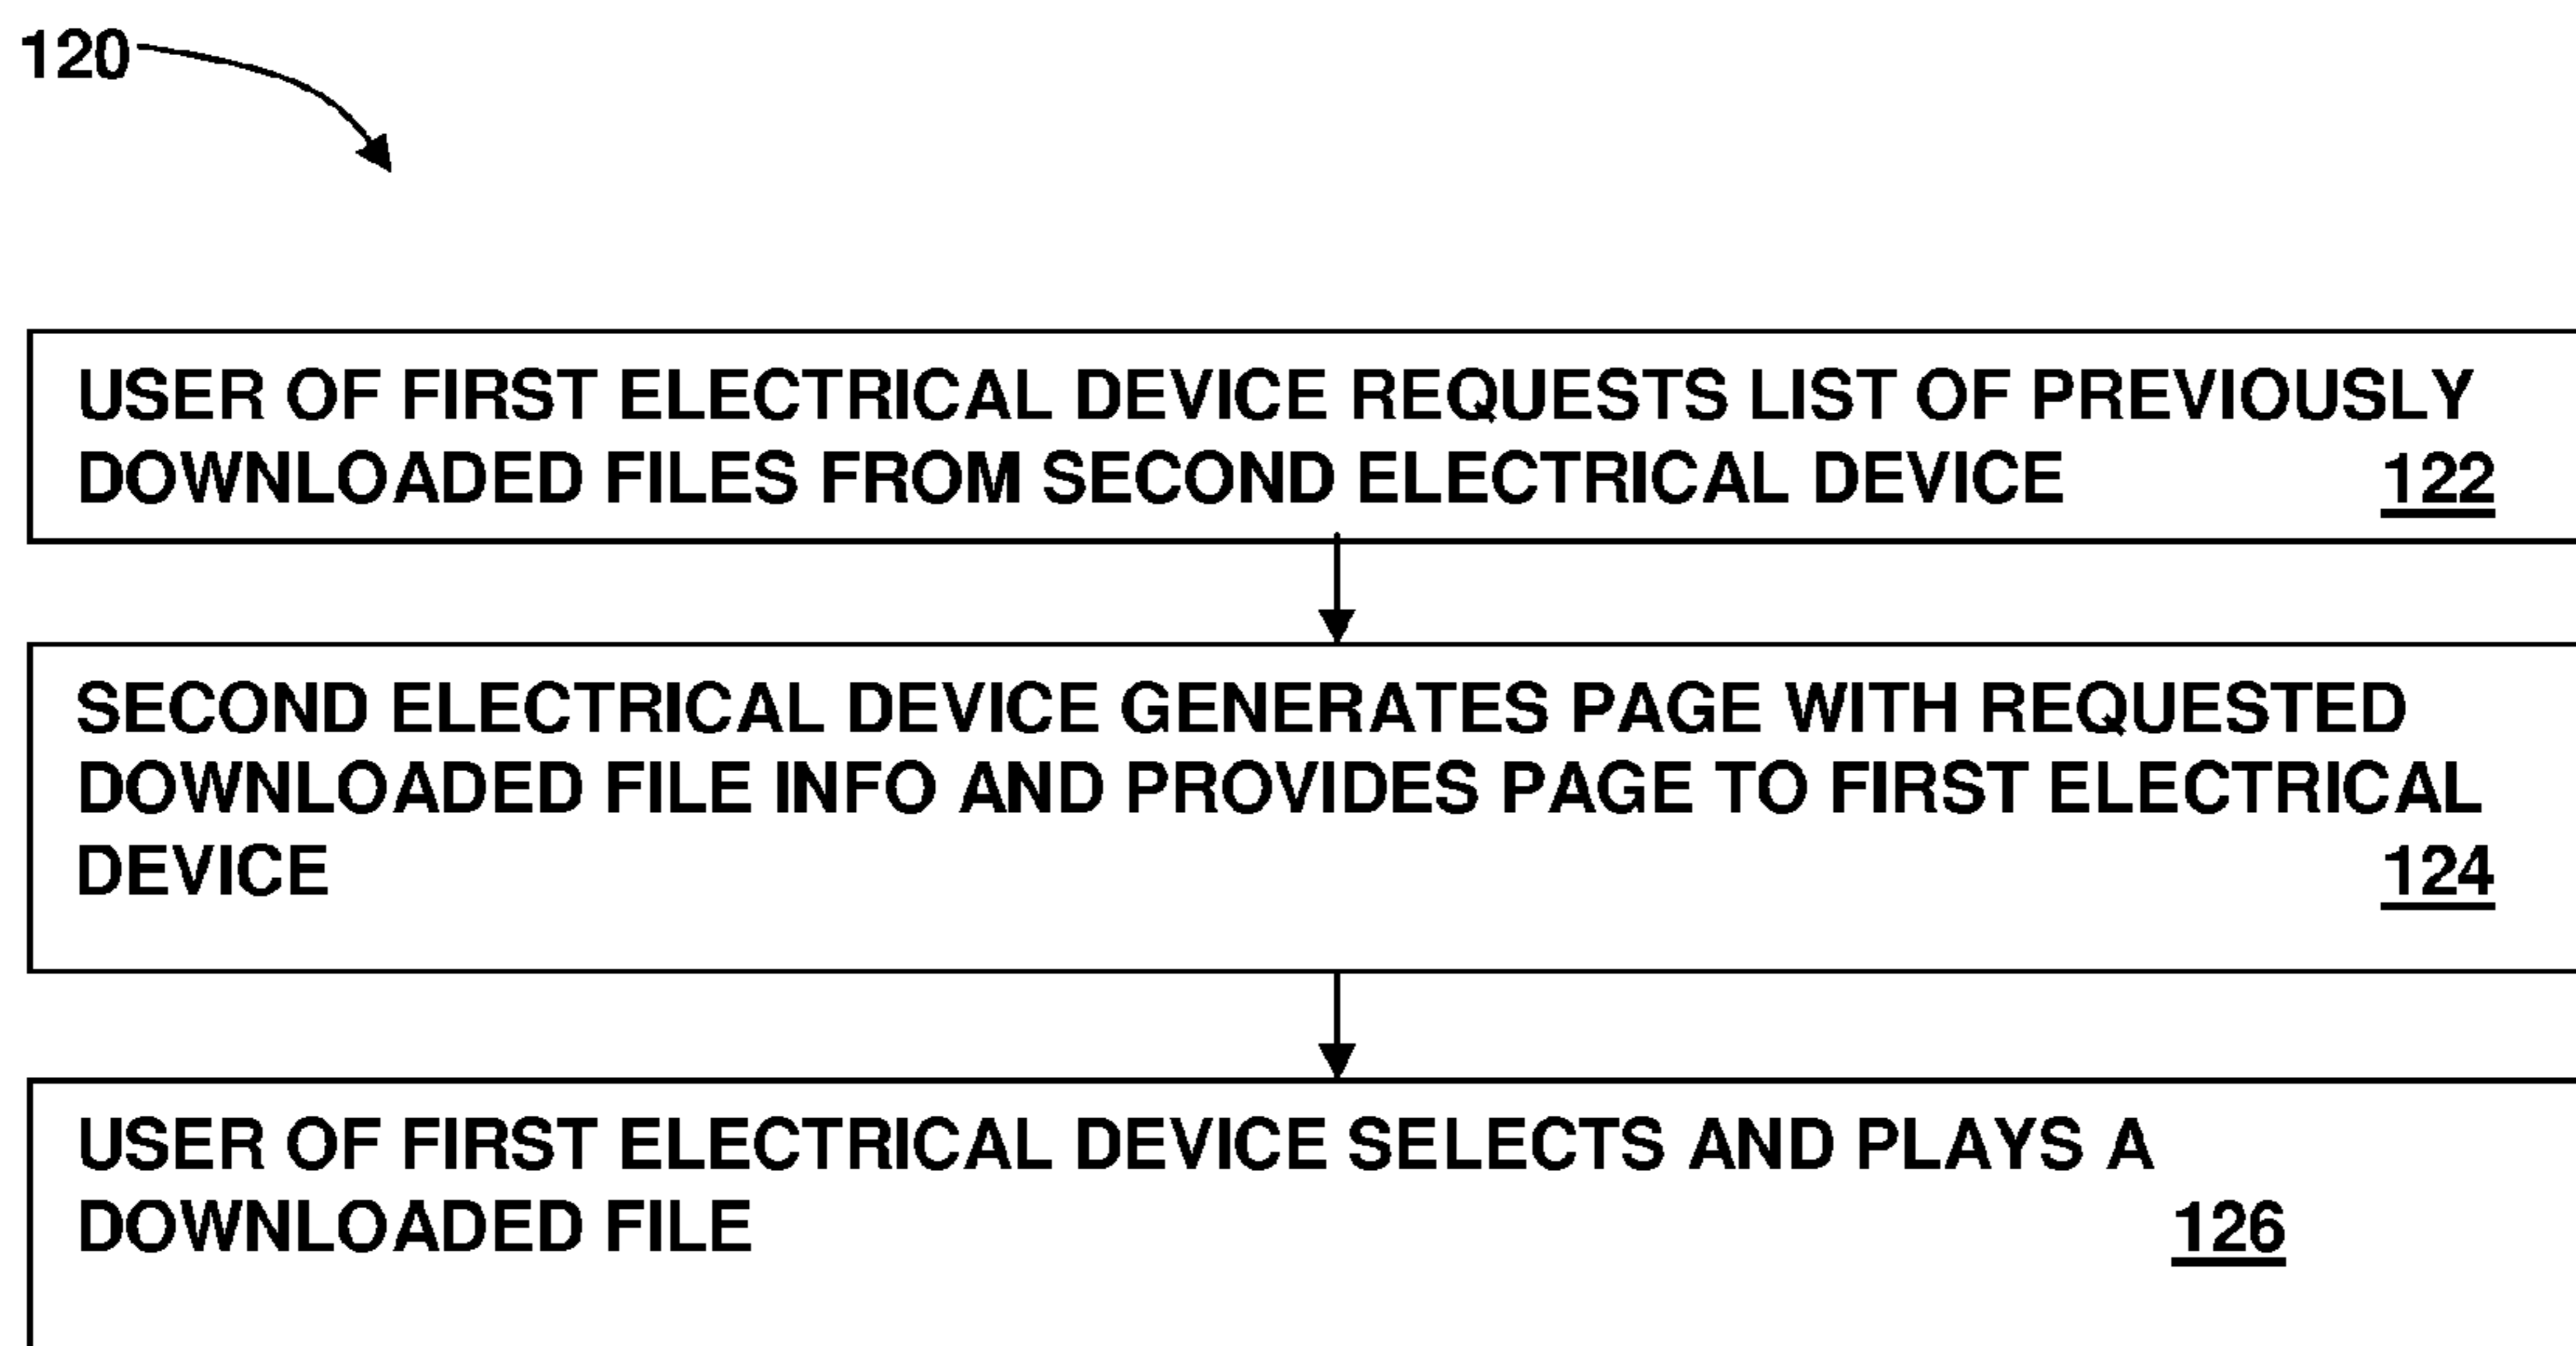 120
USER OF FIRST ELECTRICAL DEVICE REQUESTS LIST OF PREVIOUSLY
DOWNLOADED FILES FROM SECOND ELECTRICAL DEVICE 122
SECOND ELECTRICAL DEVICE GENERATES PAGE WITH REQUESTED
DOWNLOADED FILE INFO AND PROVIDES PAGE TO FIRST ELECTRICAL
DEVICE 124
USER OF FIRST ELECTRICAL DEVICE SELECTS AND PLAYS A
DOWNLOADED FILE 126